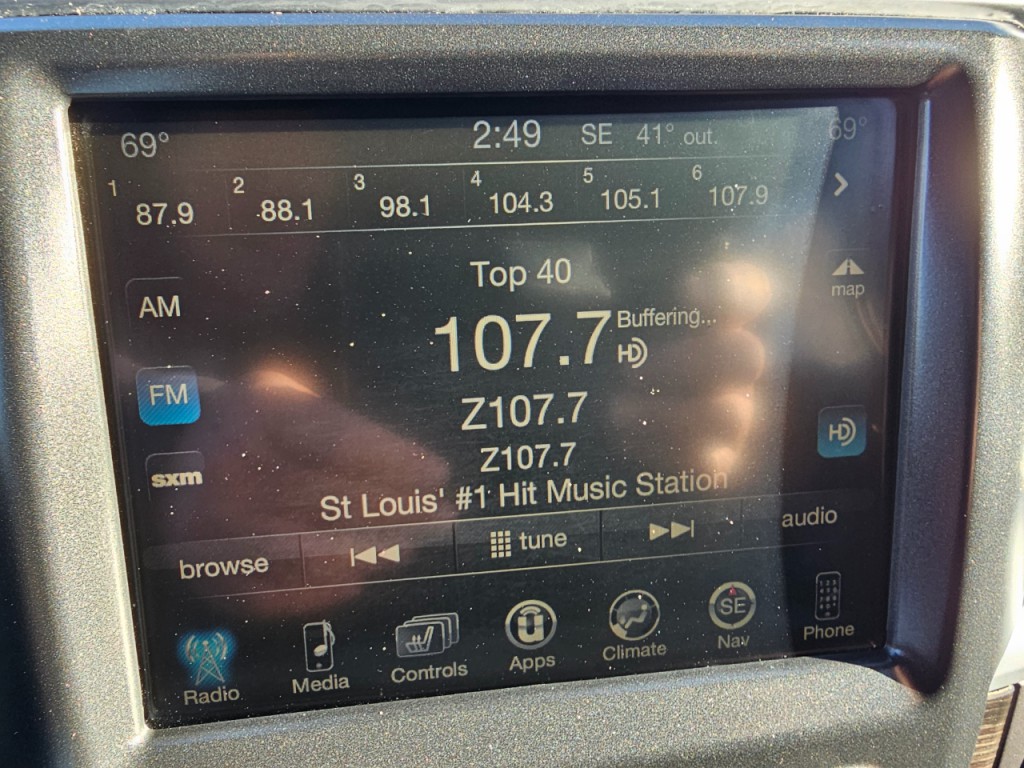 69° 2:49 SE 41° out. 69°
1 87.9 2 88.1 3 98.1 4 104.3 5 105.1 6 107.9
Top 40
AM
map
107.7 Buffering...
HD
FM
Z107.7
HD
Z107.7
sxm
St Louis' #1 Hit Music Station
browse tune audio
SE
Radio Media Controls Apps Climate Nav Phone